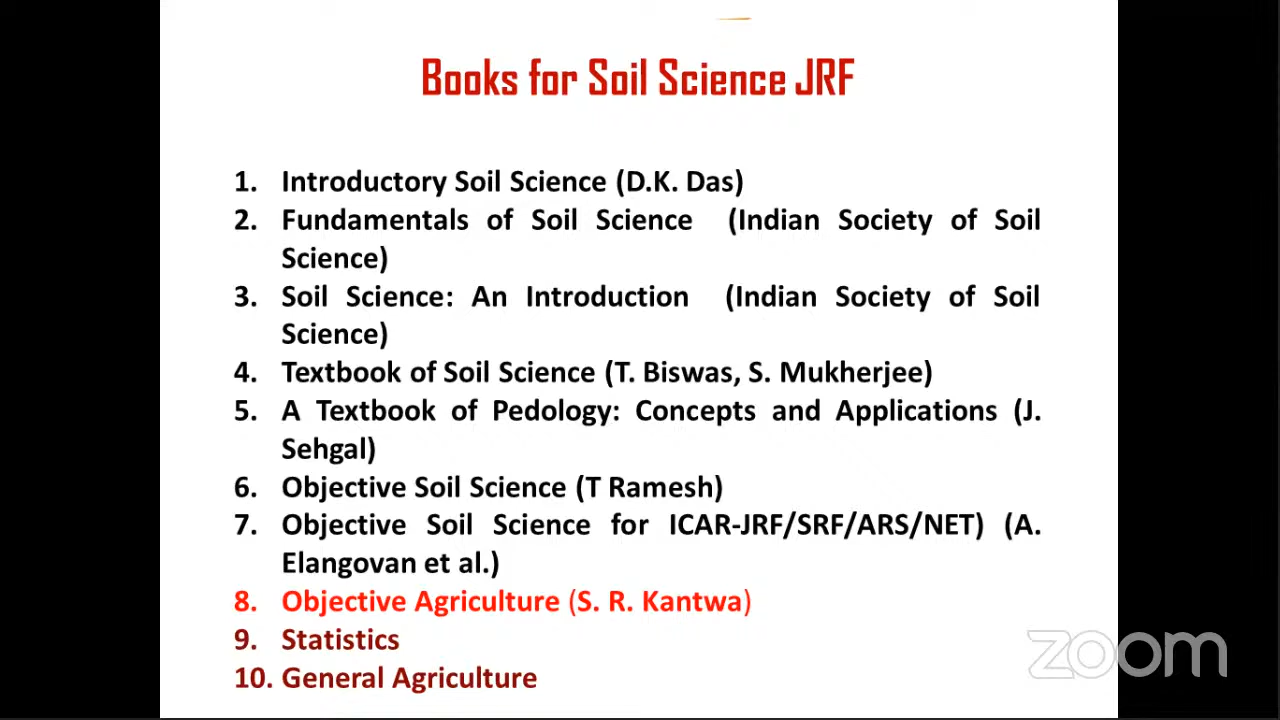 Books for Soil Science JRF
1. Introductory Soil Science (D.K. Das)
2. Fundamentals of Soil Science (Indian Society of Soil
Science)
3. Soil Science: An Introduction (Indian Society of Soil
Science)
4. Textbook of Soil Science (T. Biswas, S. Mukherjee)
5. A Textbook of Pedology: Concepts and Applications (J.
Sehgal)
6. Objective Soil Science (T Ramesh)
7. Objective Soil Science for ICAR-JRF/SRF/ARS/NET) (A.
Elangovan et al.)
8. Objective Agriculture (S. R. Kantwa)
9. Statistics
10. General Agriculture
zoom